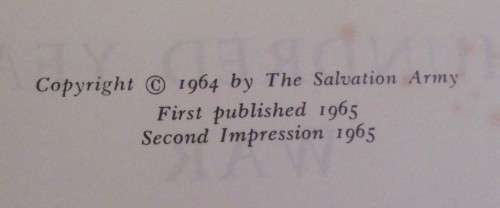 Copyright © 1964 by The Salvation Army
First published 1965
Second Impression 1965